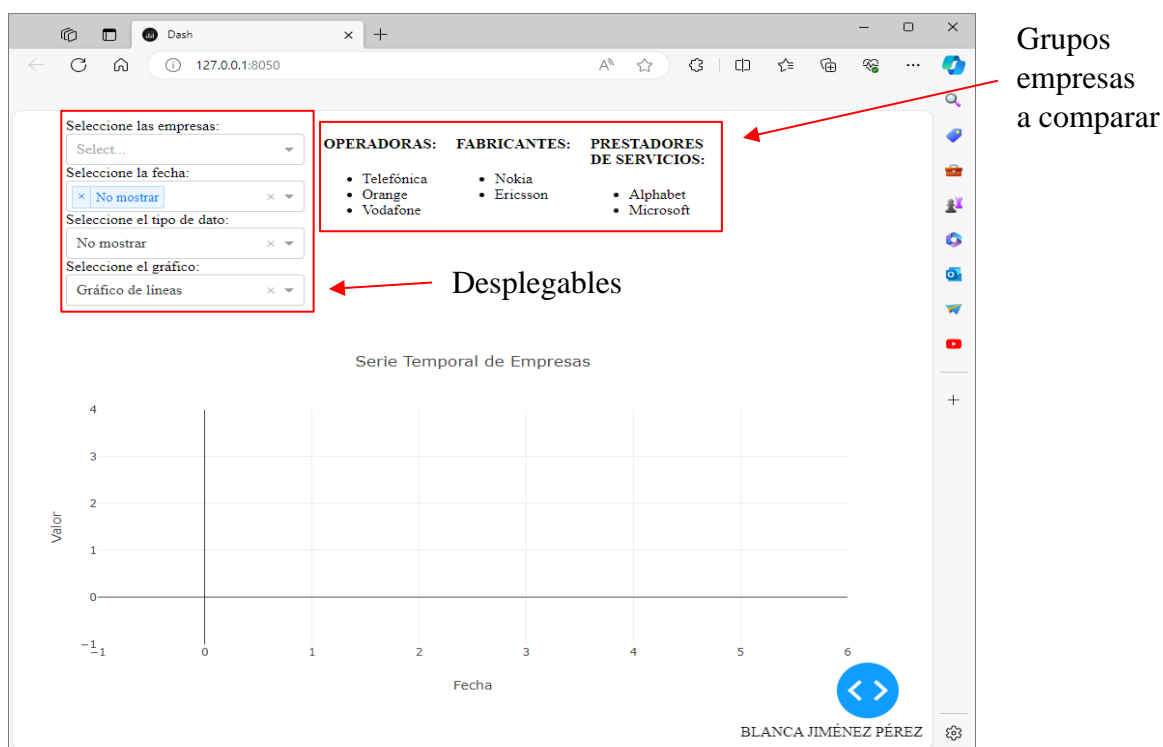 Dash
127.0.0.1:8050
Grupos
empresas
a comparar
Seleccione las empresas:
Select...
Seleccione la fecha:
× No mostrar
Seleccione el tipo de dato:
No mostrar
Seleccione el gráfico:
Gráfico de líneas
OPERADORAS:
• Telefónica
• Orange
• Vodafone
FABRICANTES:
• Nokia
• Ericsson
PRESTADORES
DE SERVICIOS:
• Alphabet
• Microsoft
Desplegables
Serie Temporal de Empresas
4
3
2
1
0
−1
Valor
−1 0 1 2 3 4 5 6
Fecha
BLANCA JIMÉNEZ PÉREZ